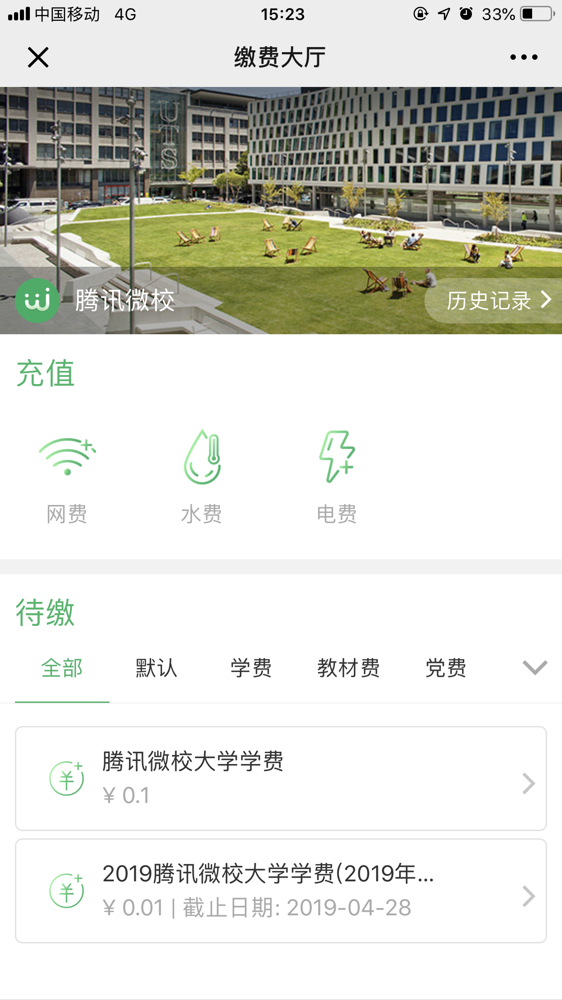 中国移动 4G 15:23 33%
缴费大厅
UTS
腾讯微校 历史记录
充值
网费 水费 电费
待缴
全部 默认 学费 教材费 党费
腾讯微校大学学费
¥ 0.1
2019腾讯微校大学学费(2019年...
¥ 0.01 | 截止日期: 2019-04-28